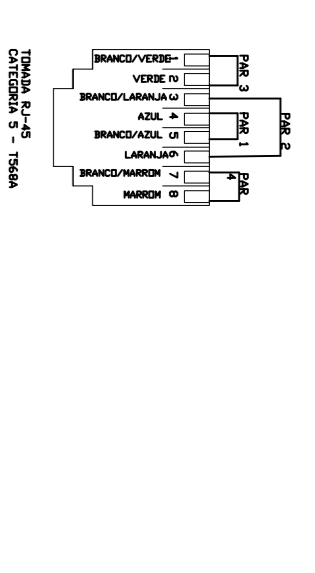 BRANCO/VERDE 1
VERDE 2
BRANCO/LARANJA 3
AZUL 4
BRANCO/AZUL 5
LARANJA 6
BRANCO/MARROM 7
MARROM 8
PAR 3
PAR 2
PAR 1
PAR 4
TOMADA RJ-45
CATEGORIA 5 - T568A